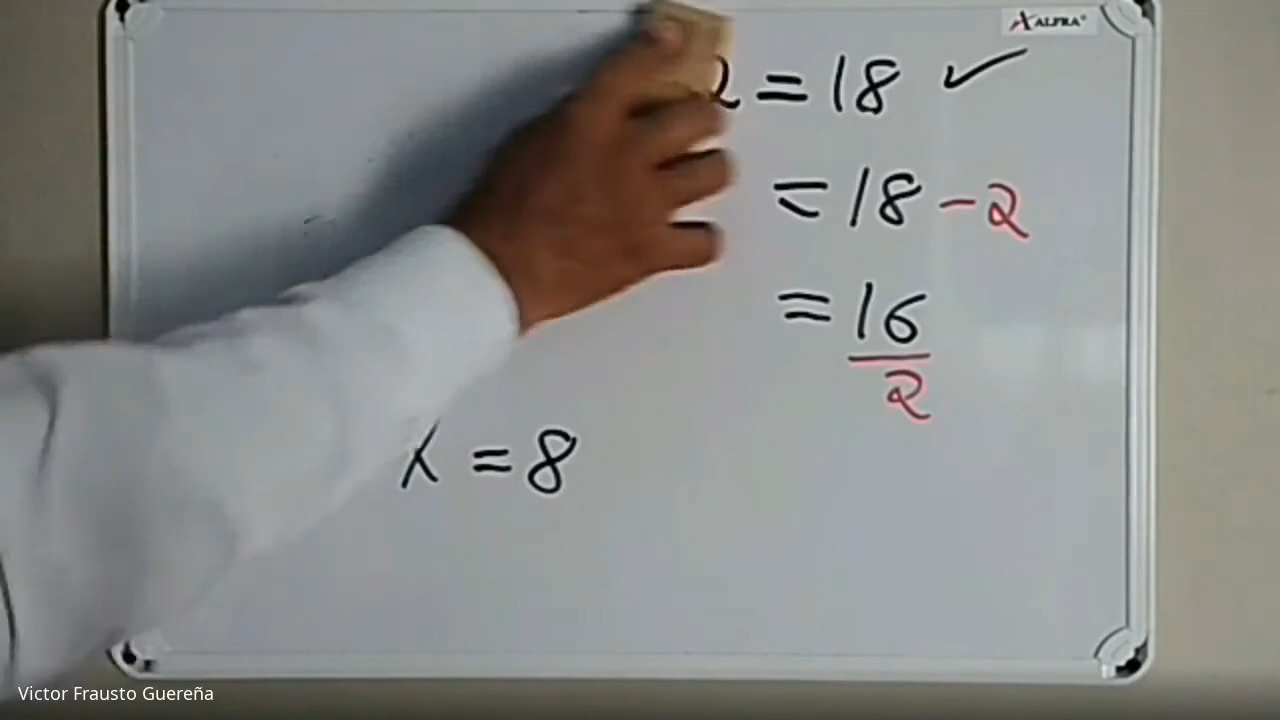 ALFRA
2 = 18 ✓
= 18 - 2
= 16
2
x = 8
Victor Frausto Guereña